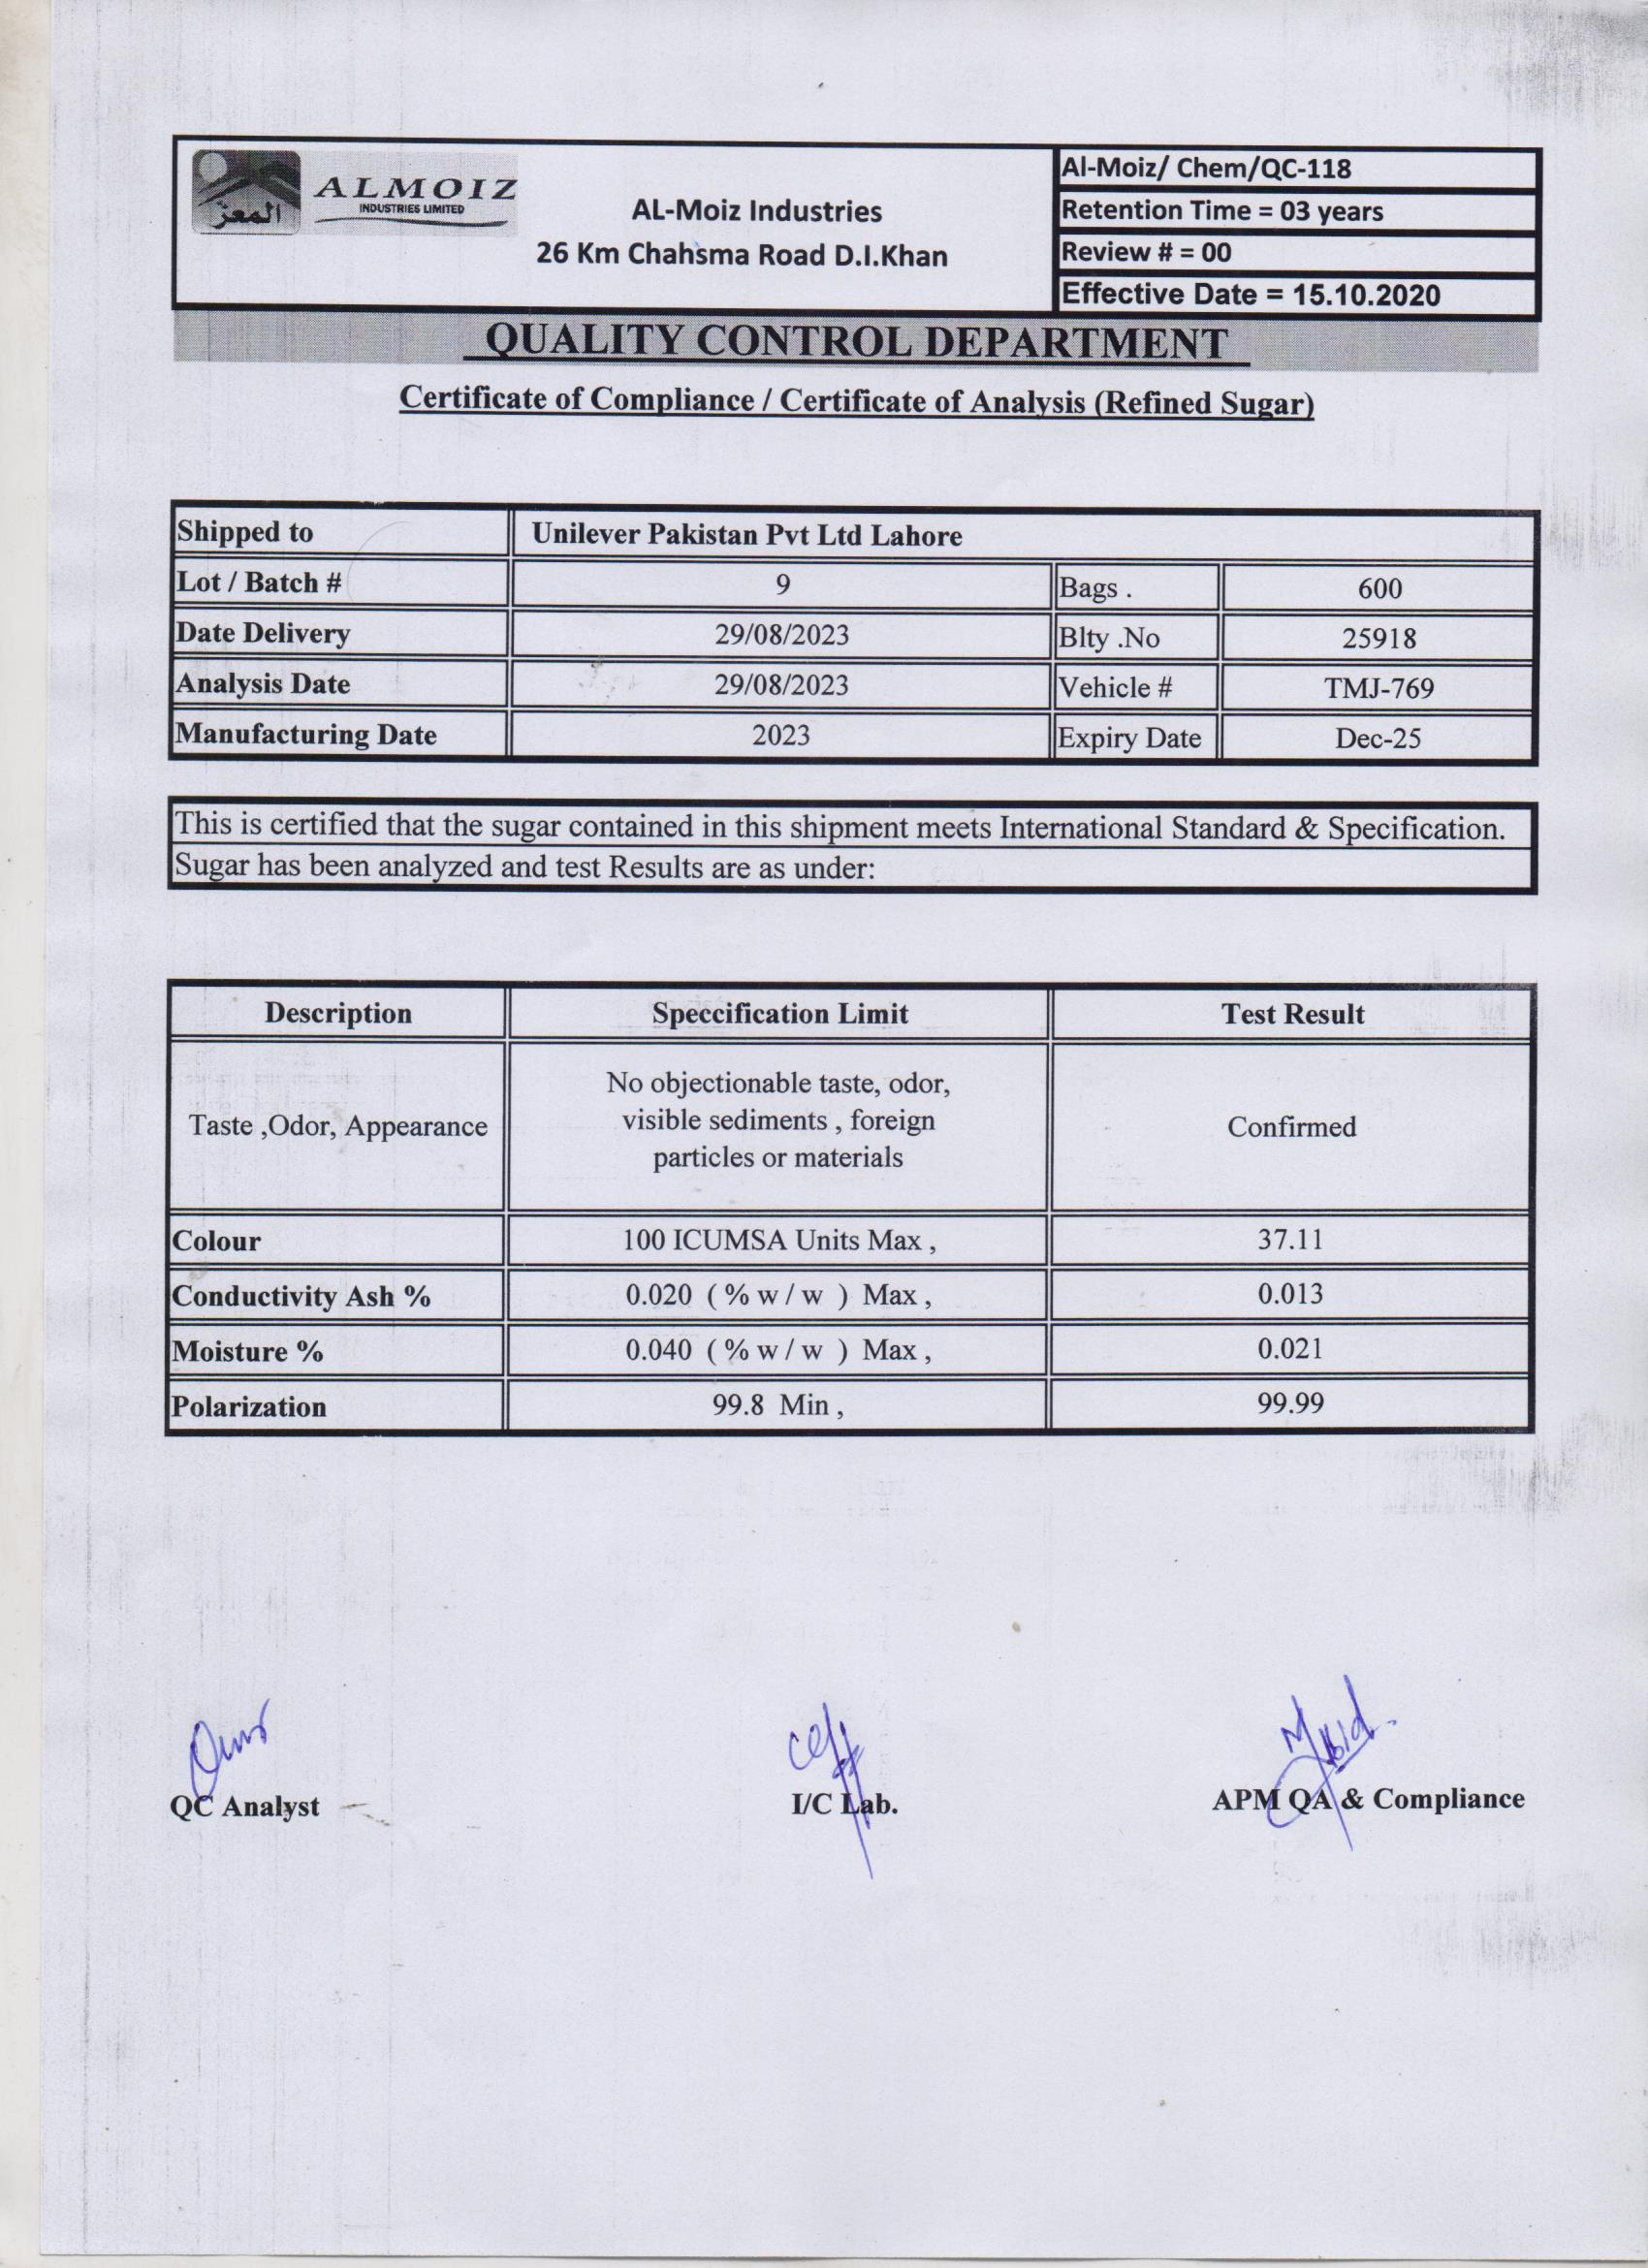 المعز
ALMOIZ
INDUSTRIES LIMITED
AL-Moiz Industries
26 Km Chahsma Road D.I.Khan
Al-Moiz/ Chem/QC-118
Retention Time = 03 years
Review # = 00
Effective Date = 15.10.2020
QUALITY CONTROL DEPARTMENT
Certificate of Compliance / Certificate of Analysis (Refined Sugar)
Shipped to Unilever Pakistan Pvt Ltd Lahore
Lot / Batch # 9 Bags . 600
Date Delivery 29/08/2023 Blty .No 25918
Analysis Date 29/08/2023 Vehicle # TMJ-769
Manufacturing Date 2023 Expiry Date Dec-25
This is certified that the sugar contained in this shipment meets International Standard & Specification.
Sugar has been analyzed and test Results are as under:
Description Speccification Limit Test Result
No objectionable taste, odor,
Taste ,Odor, Appearance visible sediments , foreign Confirmed
particles or materials
Colour 100 ICUMSA Units Max , 37.11
Conductivity Ash % 0.020 ( % w / w ) Max , 0.013
Moisture % 0.040 ( % w / w ) Max , 0.021
Polarization 99.8 Min , 99.99
QC Analyst I/C Lab. APM QA & Compliance